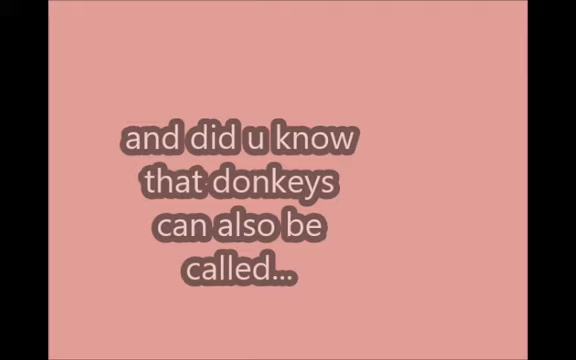 and did u know
that donkeys
can also be
called...